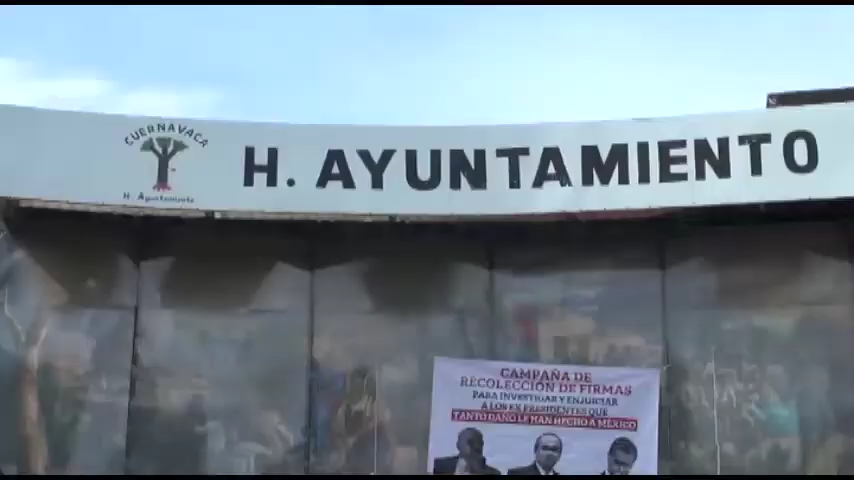 CUERNAVACA
H. Ayuntamiento
H. AYUNTAMIENTO
CAMPAÑA DE
RECOLECCIÓN DE FIRMAS
PARA INVESTIGAR Y ENJUICIAR
A LOS EX PRESIDENTES QUE
TANTO DAÑO LE HAN HECHO A MÉXICO